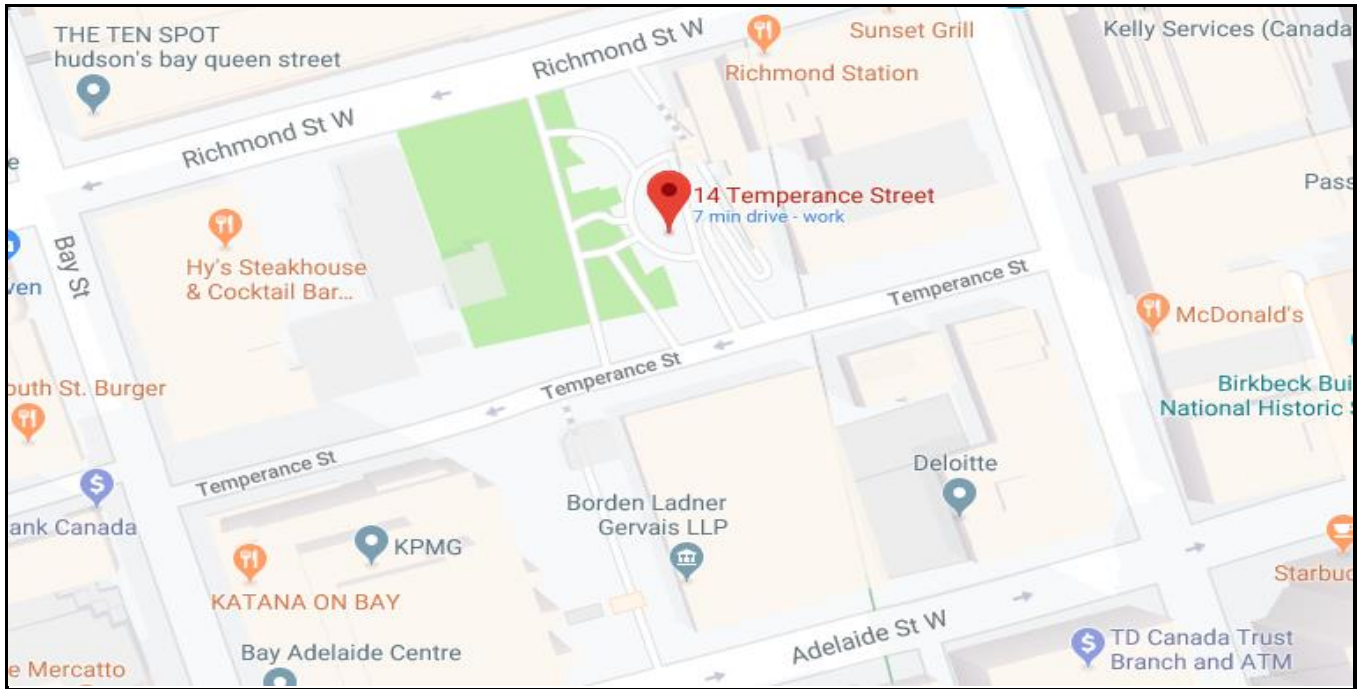 THE TEN SPOT
hudson's bay queen street
Richmond St W
Sunset Grill
Richmond Station
Kelly Services (Canada
Richmond St W
e
14 Temperance Street
7 min drive - work
Pass
Bay St
Hy's Steakhouse
& Cocktail Bar...
ven
Temperance St
McDonald's
Temperance St
outh St. Burger
Birkbeck Bui
National Historic
Temperance St
Deloitte
Borden Ladner
Gervais LLP
ank Canada
KPMG
KATANA ON BAY
Starbuc
Adelaide St W
Bay Adelaide Centre
TD Canada Trust
Branch and ATM
e Mercatto